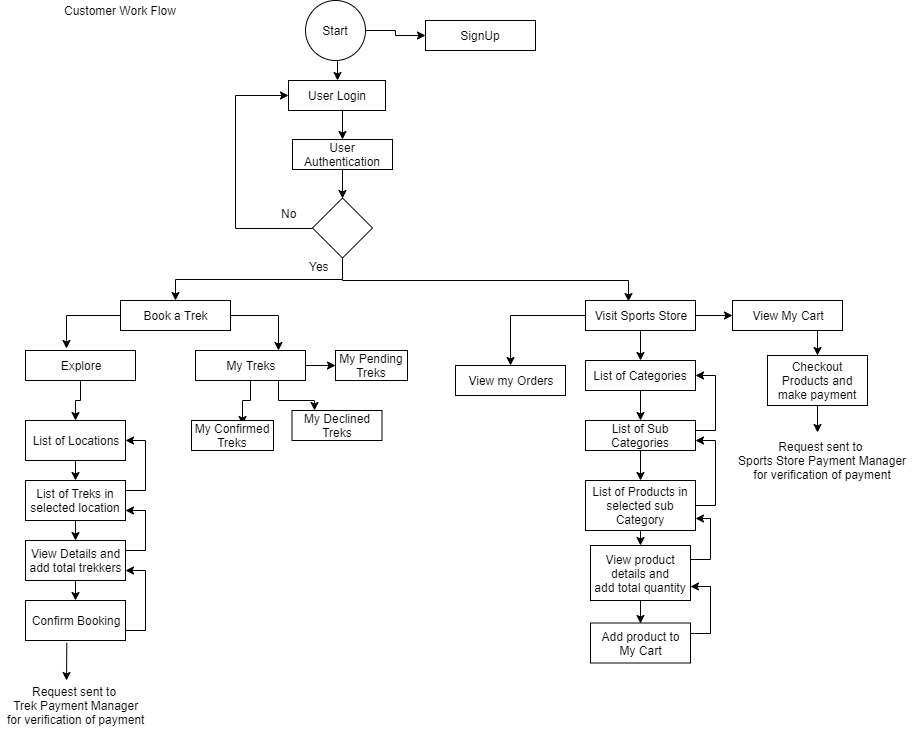 Customer Work Flow
Start
SignUp
User Login
User
Authentication
No
Yes
Book a Trek
Visit Sports Store
View My Cart
Explore
My Treks
My Pending
Treks
View my Orders
List of Categories
Checkout
Products and
make payment
List of Locations
My Confirmed
Treks
My Declined
Treks
List of Sub
Categories
Request sent to
Sports Store Payment Manager
for verification of payment
List of Treks in
selected location
List of Products in
selected sub
Category
View Details and
add total trekkers
View product
details and
add total quantity
Confirm Booking
Add product to
My Cart
Request sent to
Trek Payment Manager
for verification of payment